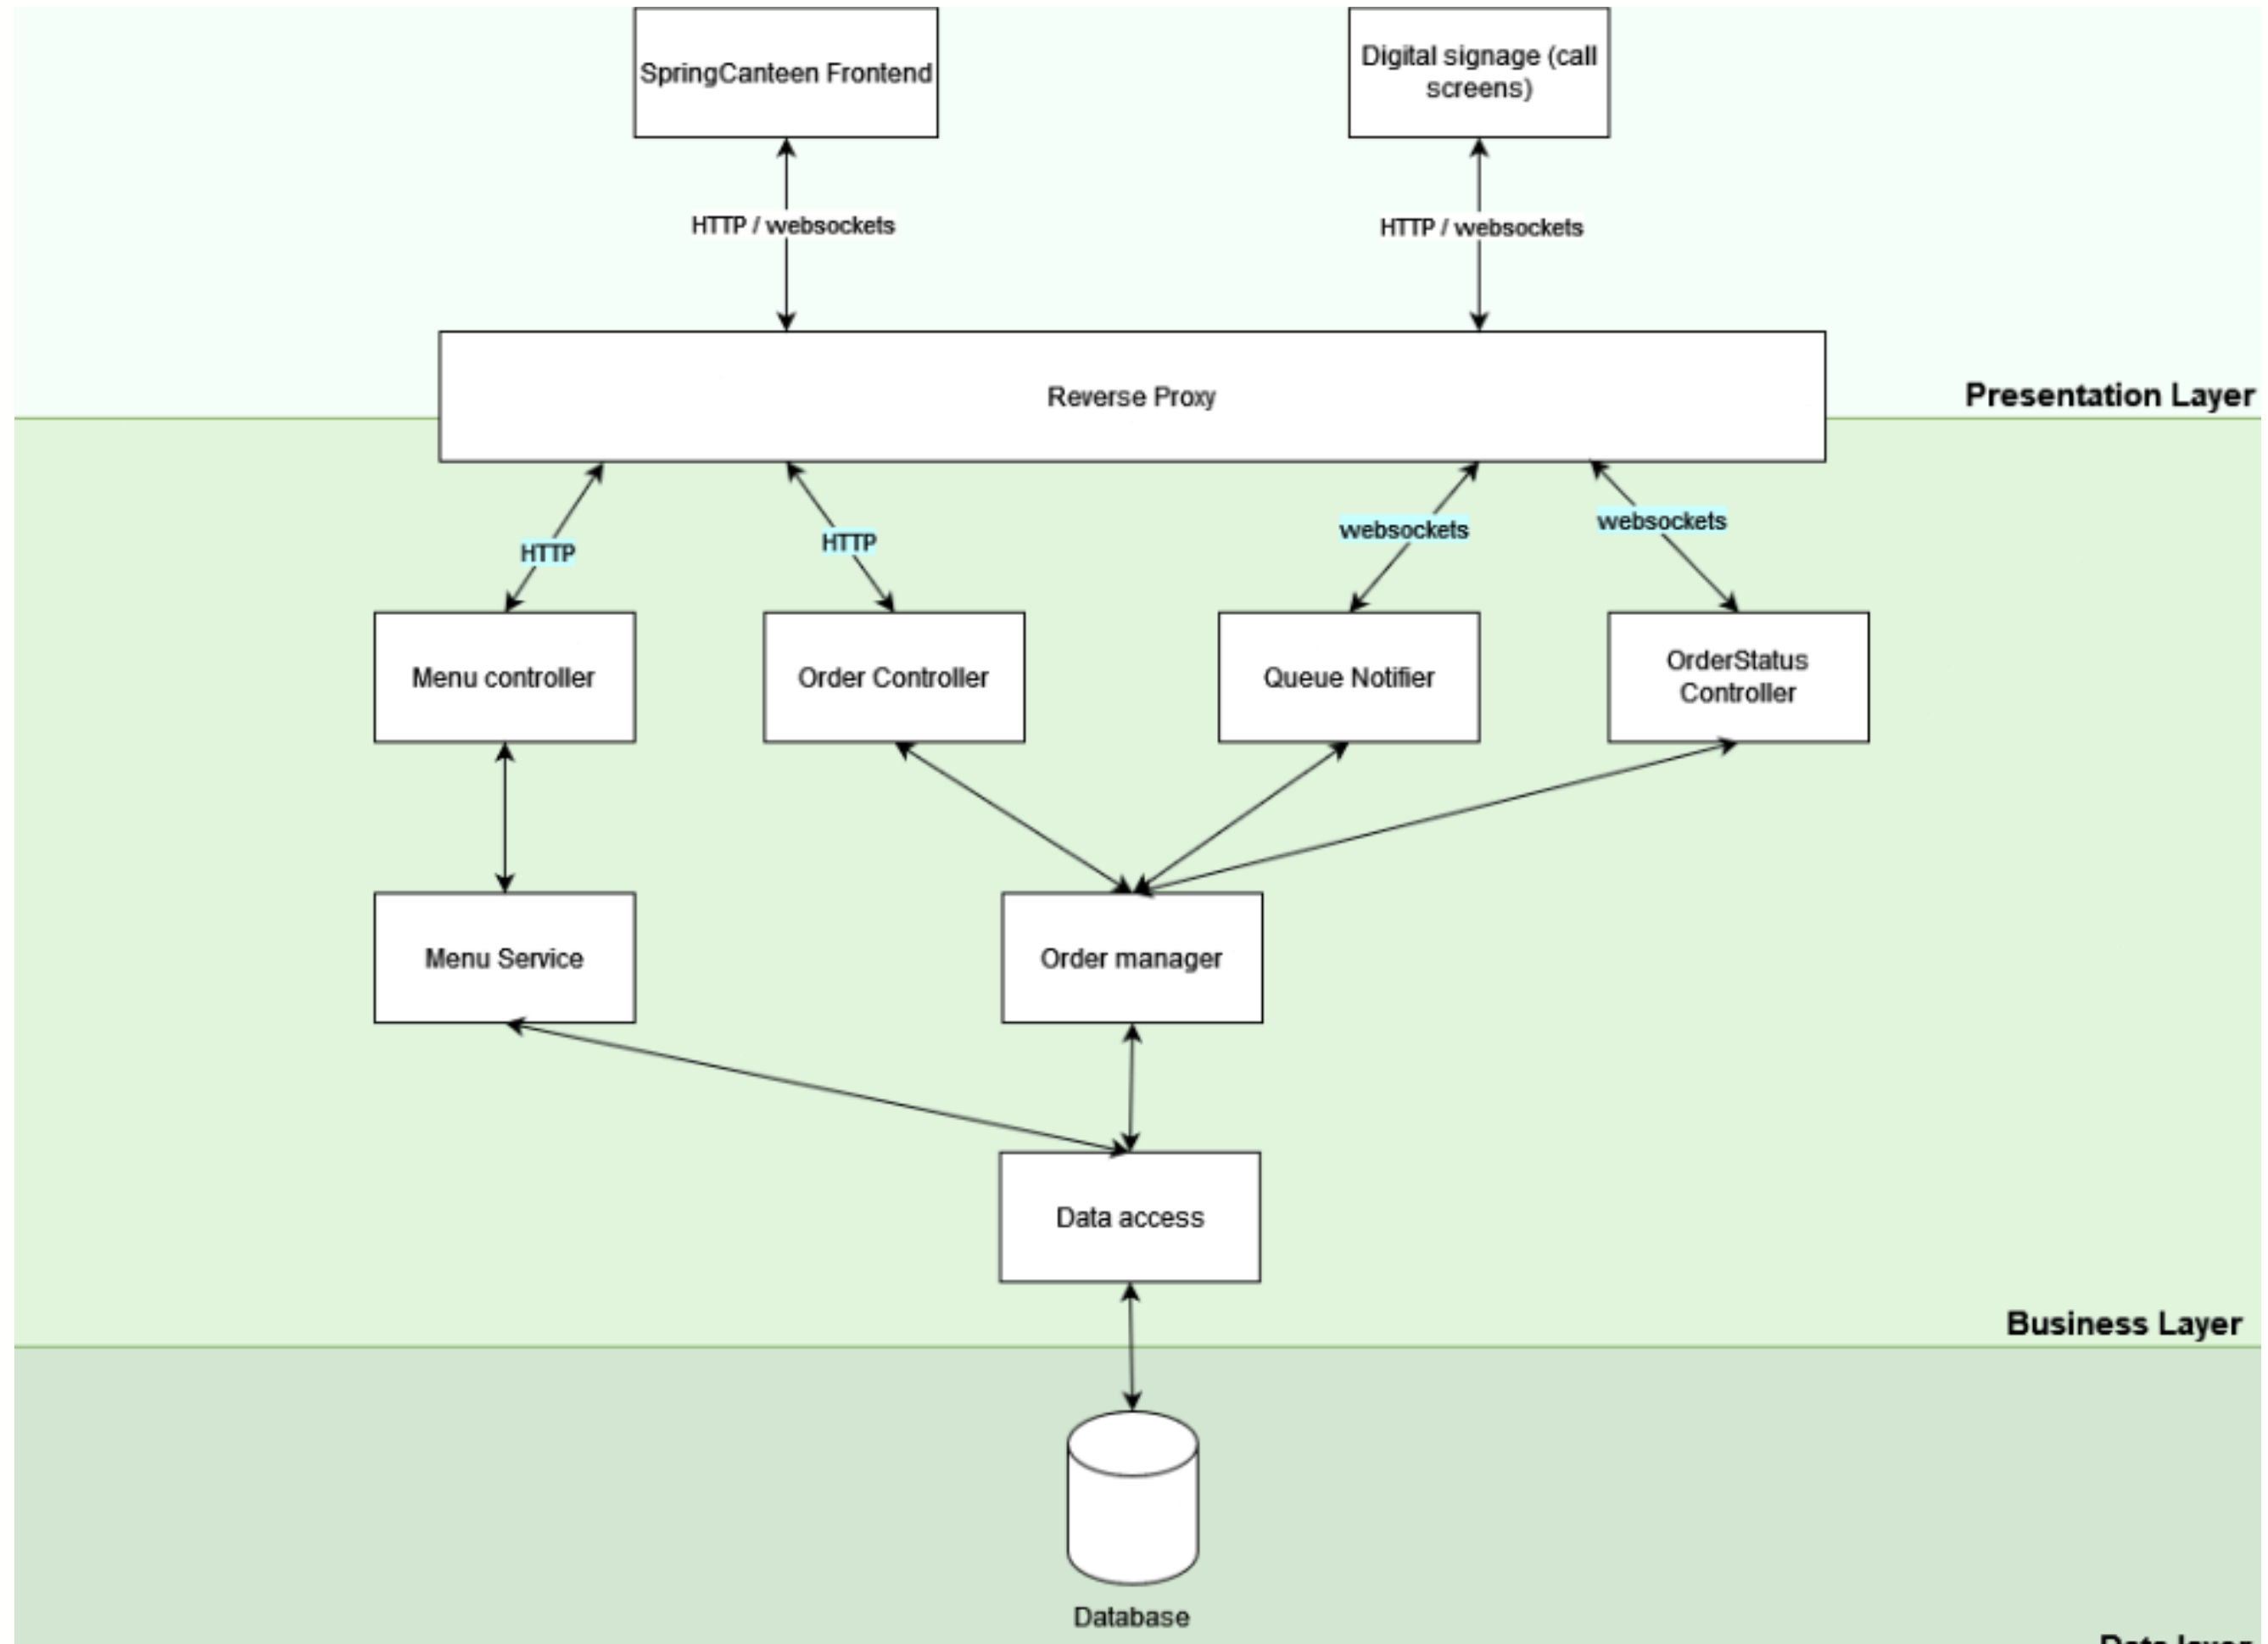 SpringCanteen Frontend
Digital signage (call
screens)
HTTP / websockets
HTTP / websockets
Reverse Proxy
Presentation Layer
HTTP
HTTP
websockets
websockets
Menu controller
Order Controller
Queue Notifier
OrderStatus
Controller
Menu Service
Order manager
Data access
Business Layer
Database